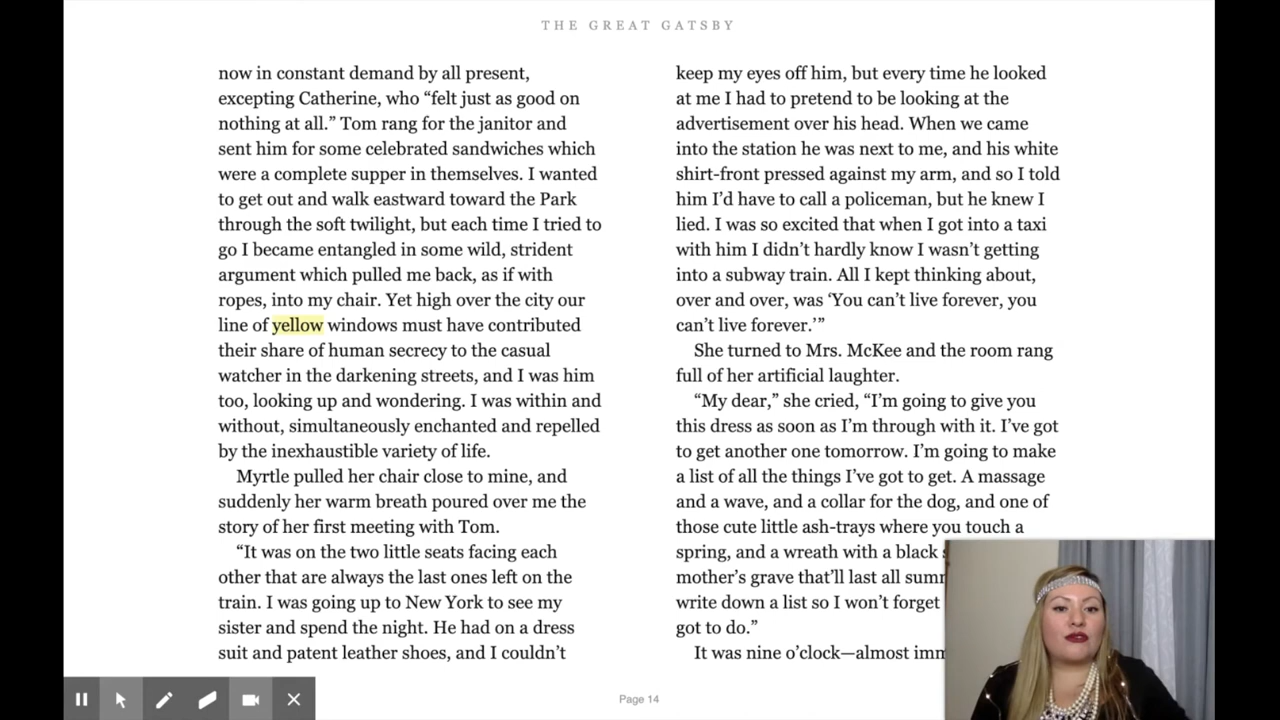 THE GREAT GATSBY
now in constant demand by all present,
excepting Catherine, who “felt just as good on
nothing at all.” Tom rang for the janitor and
sent him for some celebrated sandwiches which
were a complete supper in themselves. I wanted
to get out and walk eastward toward the Park
through the soft twilight, but each time I tried to
go I became entangled in some wild, strident
argument which pulled me back, as if with
ropes, into my chair. Yet high over the city our
line of yellow windows must have contributed
their share of human secrecy to the casual
watcher in the darkening streets, and I was him
too, looking up and wondering. I was within and
without, simultaneously enchanted and repelled
by the inexhaustible variety of life.
Myrtle pulled her chair close to mine, and
suddenly her warm breath poured over me the
story of her first meeting with Tom.
“It was on the two little seats facing each
other that are always the last ones left on the
train. I was going up to New York to see my
sister and spend the night. He had on a dress
suit and patent leather shoes, and I couldn’t
keep my eyes off him, but every time he looked
at me I had to pretend to be looking at the
advertisement over his head. When we came
into the station he was next to me, and his white
shirt-front pressed against my arm, and so I told
him I’d have to call a policeman, but he knew I
lied. I was so excited that when I got into a taxi
with him I didn’t hardly know I wasn’t getting
into a subway train. All I kept thinking about,
over and over, was ‘You can’t live forever, you
can’t live forever.’”
She turned to Mrs. McKee and the room rang
full of her artificial laughter.
“My dear,” she cried, “I’m going to give you
this dress as soon as I’m through with it. I’ve got
to get another one tomorrow. I’m going to make
a list of all the things I’ve got to get. A massage
and a wave, and a collar for the dog, and one of
those cute little ash-trays where you touch a
spring, and a wreath with a black
mother’s grave that’ll last all
write down a list so I won’t forget
got to do.”
It was nine o’clock—almost
Page 14